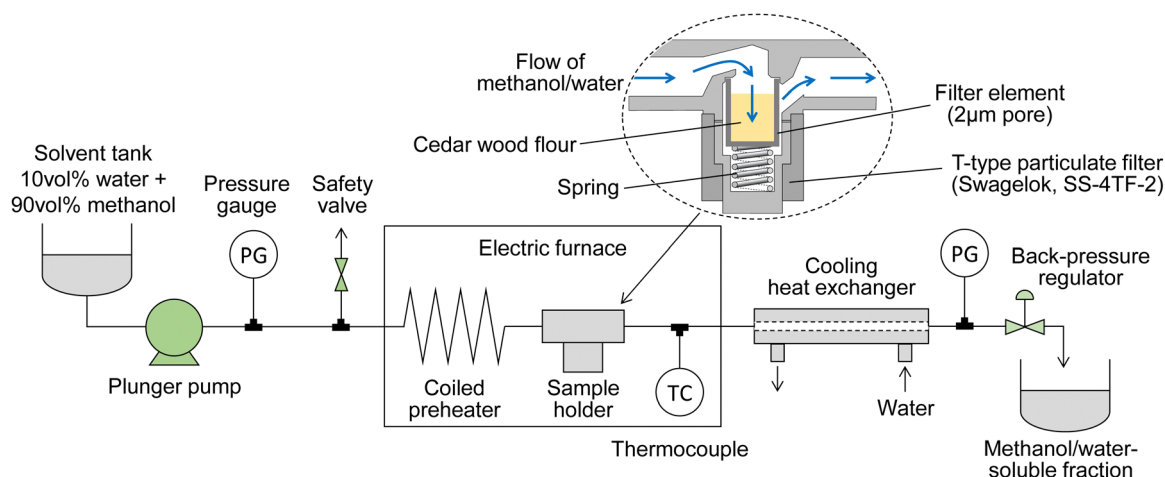 Flow of
methanol/water
Cedar wood flour
Spring
Filter element
(2μm pore)
T-type particulate filter
(Swagelok, SS-4TF-2)
Solvent tank
10vol% water +
90vol% methanol
Pressure
gauge
Safety
valve
PG
Plunger pump
Electric furnace
Coiled
preheater
Sample
holder
TC
Thermocouple
Cooling
heat exchanger
Water
PG
Back-pressure
regulator
Methanol/water-
soluble fraction